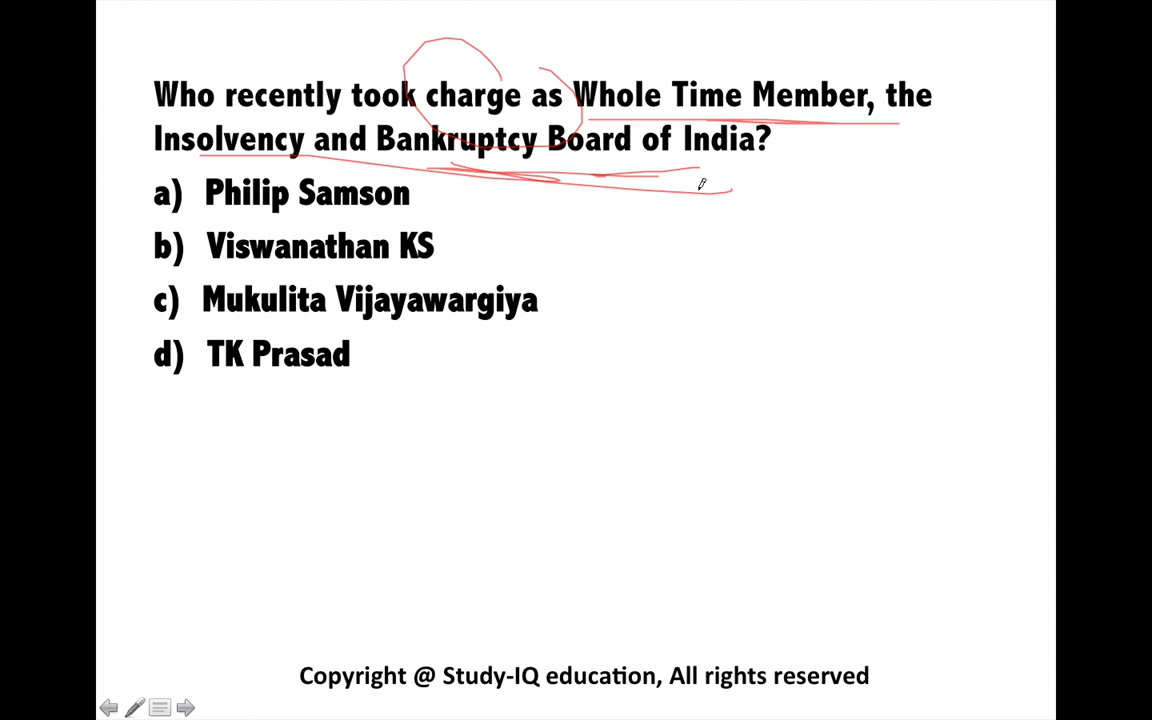 Who recently took charge as Whole Time Member, the
Insolvency and Bankruptcy Board of India?
a) Philip Samson
b) Viswanathan KS
c) Mukulita Vijayawargiya
d) TK Prasad
Copyright @ Study-IQ education, All rights reserved